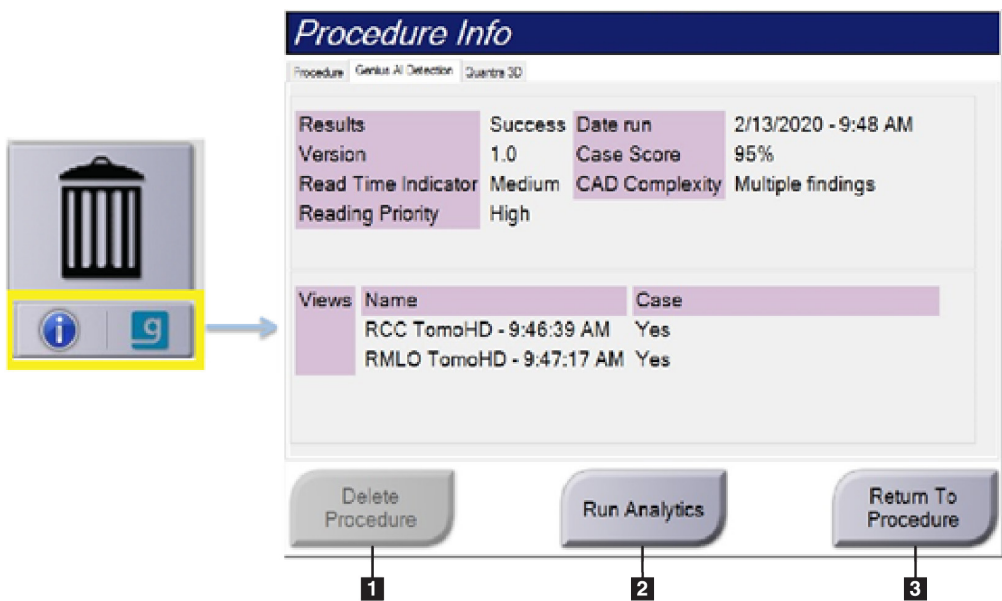 Procedure Info
Procedure Genius AI Detection Quantra 3D
Results Success Date run 2/13/2020 - 9:48 AM
Version 1.0 Case Score 95%
Read Time Indicator Medium CAD Complexity Multiple findings
Reading Priority High
i g
Views Name Case
RCC TomoHD - 9:46:39 AM Yes
RMLO TomoHD - 9:47:17 AM Yes
Delete
Procedure
Run Analytics
Return To
Procedure
1 2 3